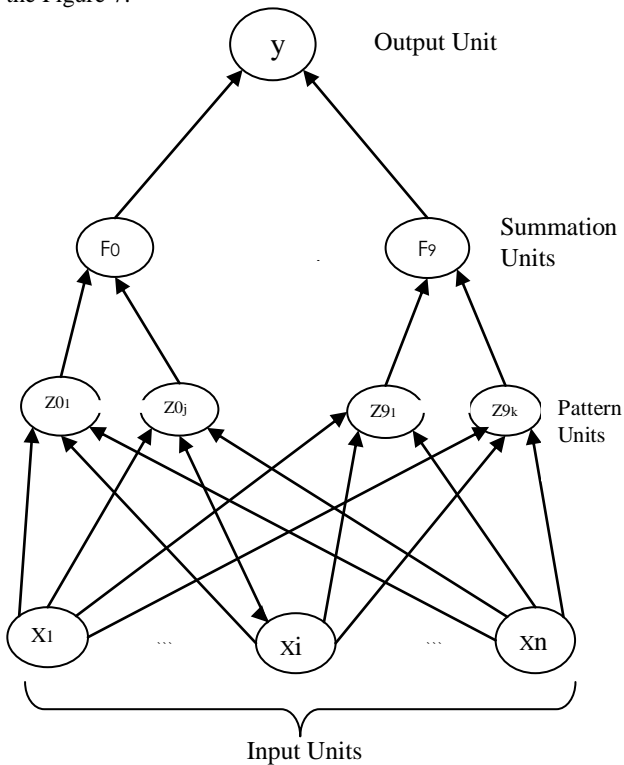 the Figure 7.
y
Output Unit
F0
F9
Summation
Units
Z01
Z0j
Z91
Z9k
Pattern
Units
X1
```
Xi
```
Xn
Input Units